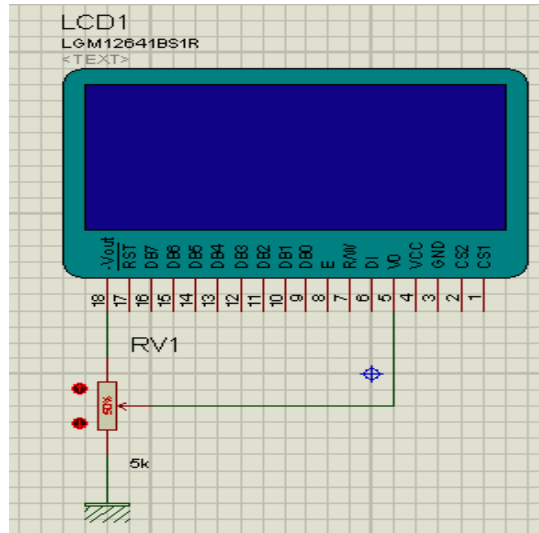 LCD1
LGM12641BS1R
<TEXT>
-Vout RST DB7 DB6 DB5 DB4 DB3 DB2 DB1 DB0 E R/W DI V0 VCC GND CS2 CS1
18 17 16 15 14 13 12 11 10 9 8 7 6 5 4 3 2 1
RV1
50%
5k